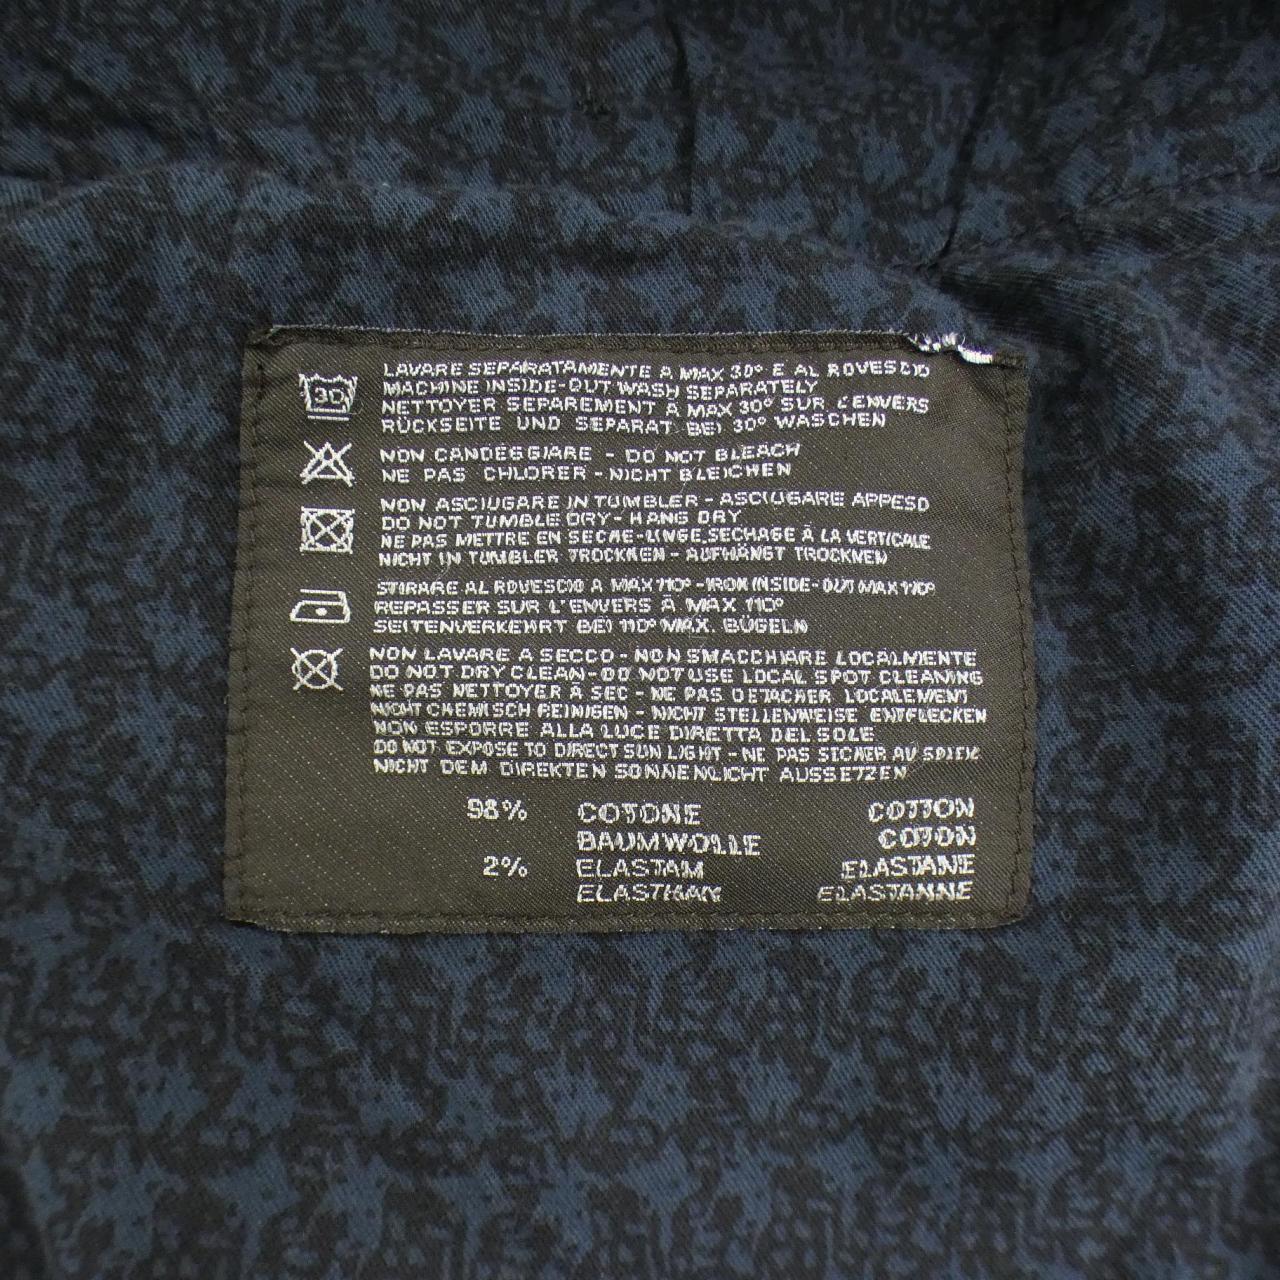 LAVARE SEPARATAMENTE A MAX 30° E AL ROVESCIO
30
MACHINE INSIDE-OUT WASH SEPARATELY
NETTOYER SEPAREMENT A MAX 30° SUR L'ENVERS
RÜCKSEITE UND SEPARAT BEI 30° WASCHEN
NON CANDEGGIARE - DO NOT BLEACH
NE PAS CHLORER - NICHT BLEICHEN
NON ASCIUGARE IN TUMBLER - ASCIUGARE APPESO
DO NOT TUMBLE DRY - HANG DRY
NE PAS METTRE EN SECHE-LINGE, SECHAGE À LA VERTICALE
NICHT IN TUMBLER TROCKNEN - AUFHÄNGT TROCKNEN
STIRARE AL ROVESCIO A MAX 110° - IRON INSIDE-OUT MAX 110°
REPASSER SUR L'ENVERS À MAX 110°
SEITENVERKEHRT BEI 110° MAX. BÜGELN
NON LAVARE A SECCO - NON SMACCHIARE LOCALMENTE
DO NOT DRY CLEAN - DO NOT USE LOCAL SPOT CLEANING
NE PAS NETTOYER A SEC - NE PAS DETACHER LOCALEMENT
NICHT CHEMISCH REINIGEN - NICHT STELLENWEISE ENTFLECKEN
NON ESPORRE ALLA LUCE DIRETTA DEL SOLE
DO NOT EXPOSE TO DIRECT SUN LIGHT - NE PAS SECHER AU SOLEIL
NICHT DEM DIREKTEN SONNENLICHT AUSSETZEN
98% COTONE COTTON
BAUMWOLLE COTON
2% ELASTAM ELASTANE
ELASTHAN ELASTANNE